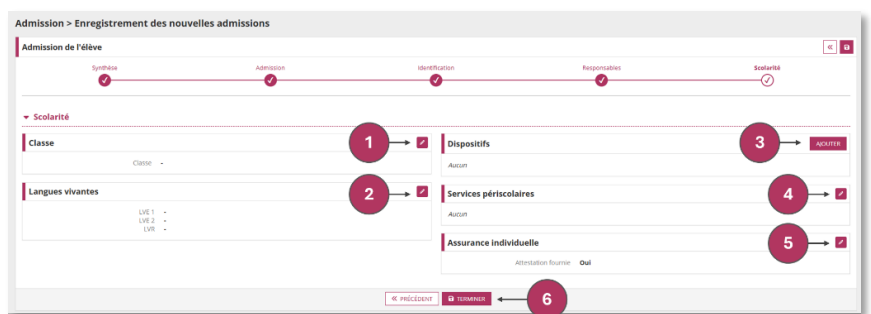 Admission > Enregistrement des nouvelles admissions
Admission de l'élève
Synthèse Admission Identification Responsables Scolarité
Scolarité
Classe
1
Classe -
Langues vivantes
2
LVE 1 -
LVE 2 -
LVR -
Dispositifs
3
AJOUTER
Aucun
Services périscolaires
4
Aucun
Assurance individuelle
5
Attestation fournie Oui
PRÉCÉDENT TERMINER
6